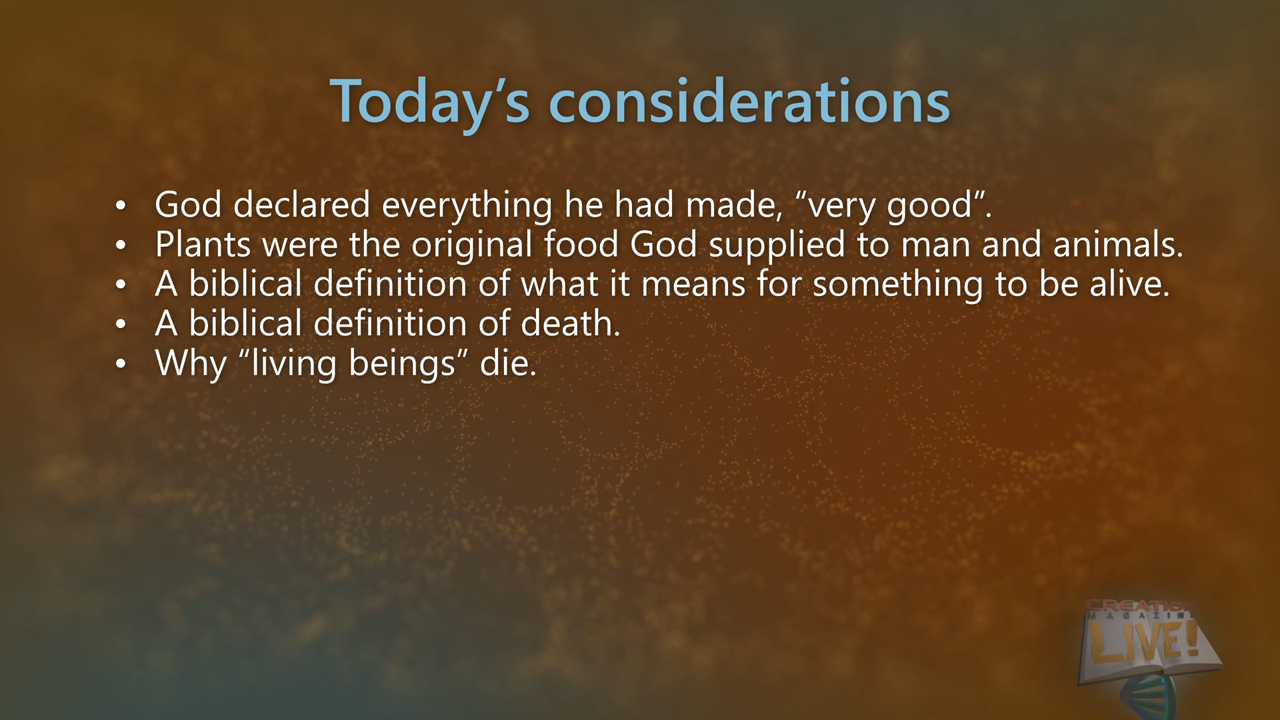 Today’s considerations
• God declared everything he had made, “very good”.
• Plants were the original food God supplied to man and animals.
• A biblical definition of what it means for something to be alive.
• A biblical definition of death.
• Why “living beings” die.
CREATION
MAGAZINE
LIVE!